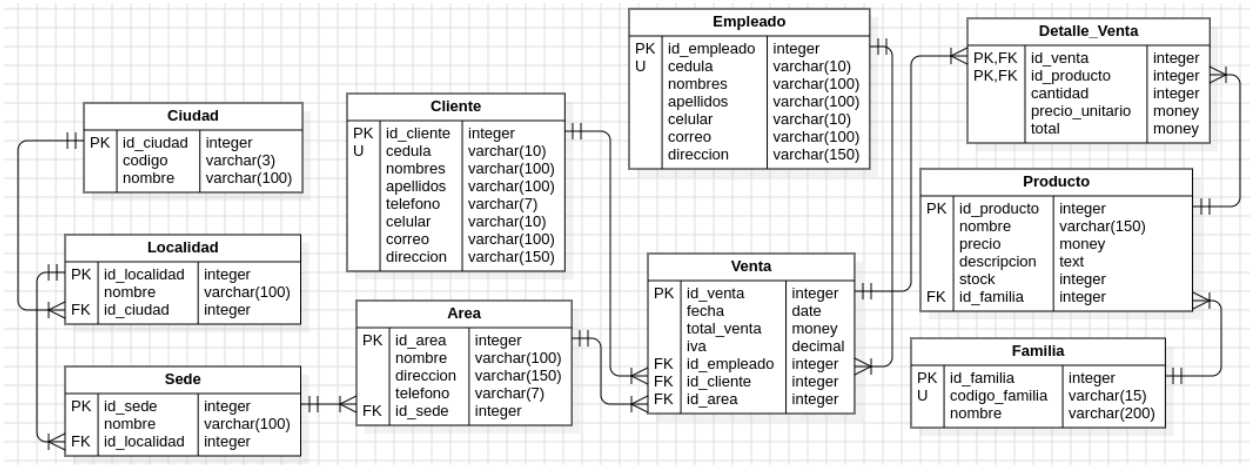 Ciudad
PK id_ciudad integer
codigo varchar(3)
nombre varchar(100)
Localidad
PK id_localidad integer
nombre varchar(100)
FK id_ciudad integer
Sede
PK id_sede integer
nombre varchar(100)
FK id_localidad integer
Cliente
PK id_cliente integer
U cedula varchar(10)
nombres varchar(100)
apellidos varchar(100)
telefono varchar(7)
celular varchar(10)
correo varchar(100)
direccion varchar(150)
Area
PK id_area integer
nombre varchar(100)
direccion varchar(150)
telefono varchar(7)
FK id_sede integer
Empleado
PK id_empleado integer
U cedula varchar(10)
nombres varchar(100)
apellidos varchar(100)
celular varchar(10)
correo varchar(100)
direccion varchar(150)
Venta
PK id_venta integer
fecha date
total_venta money
iva decimal
FK id_empleado integer
FK id_cliente integer
FK id_area integer
Detalle_Venta
PK,FK id_venta integer
PK,FK id_producto integer
cantidad integer
precio_unitario money
total money
Producto
PK id_producto integer
nombre varchar(150)
precio money
descripcion text
stock integer
FK id_familia integer
Familia
PK id_familia integer
U codigo_familia varchar(15)
nombre varchar(200)